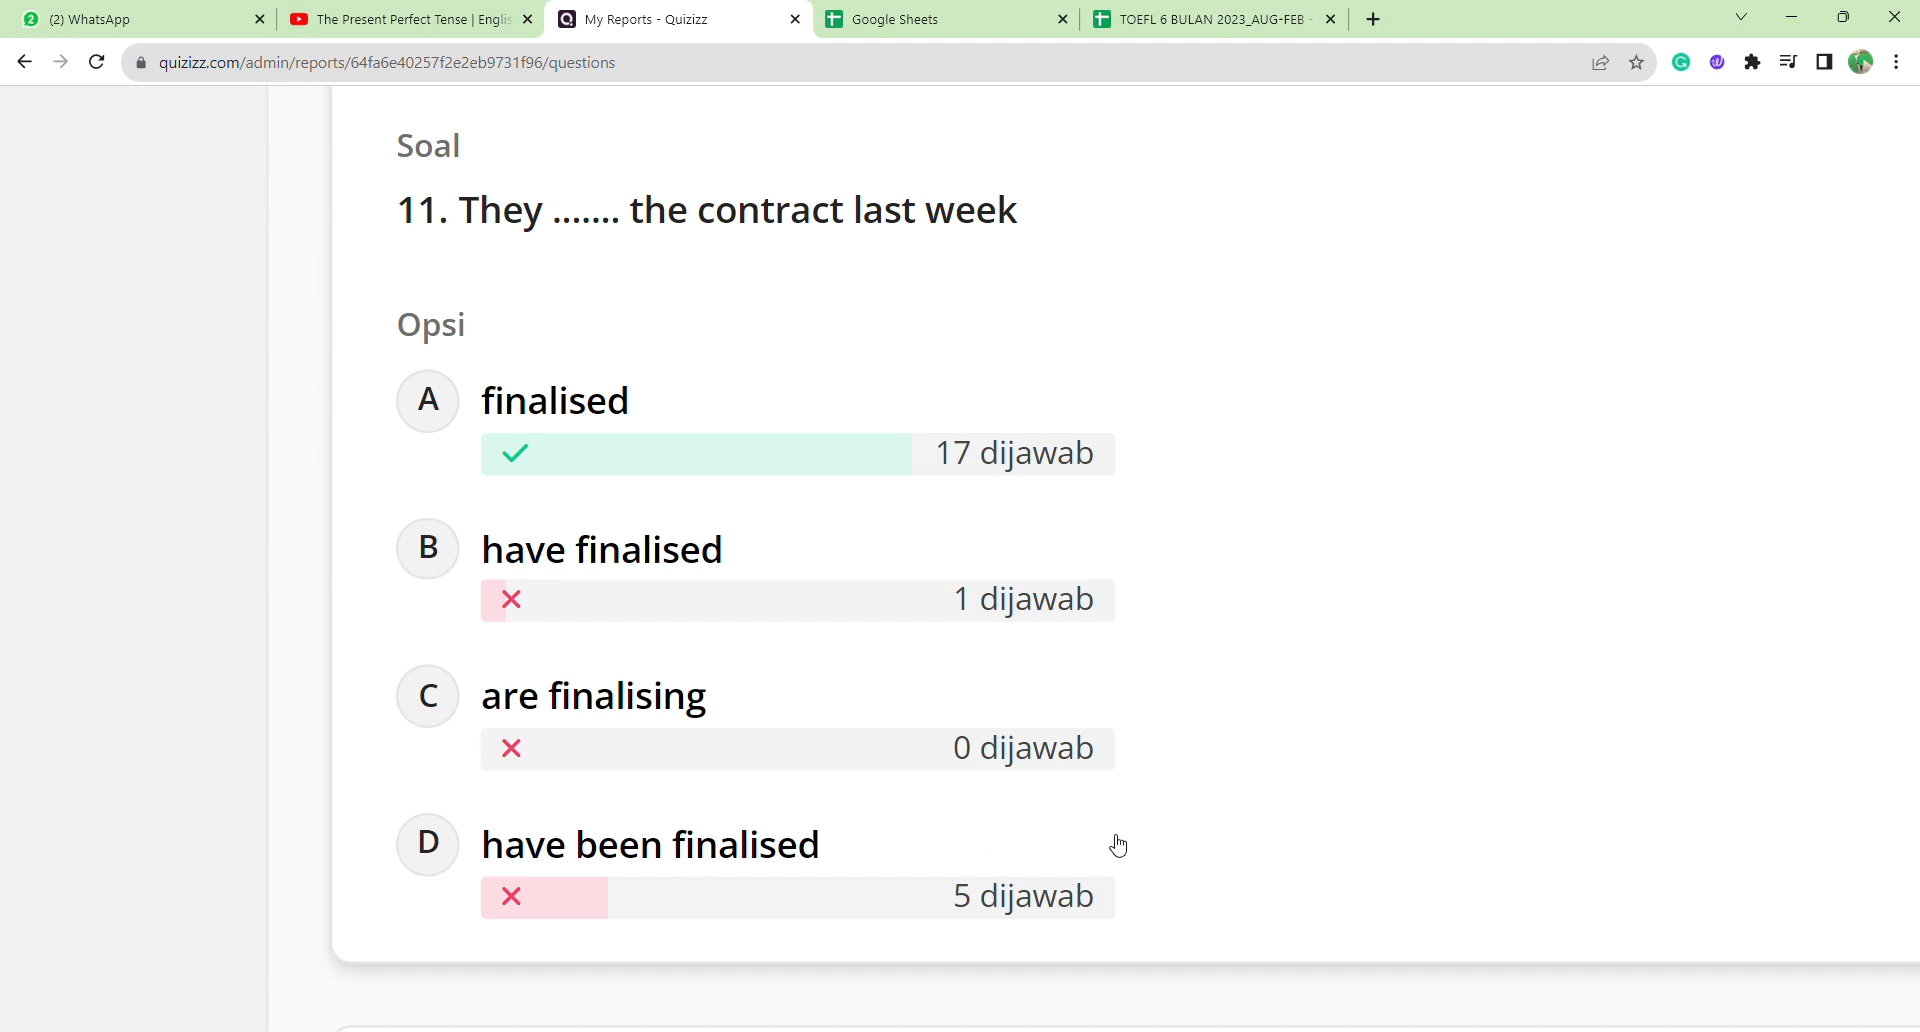 (2) WhatsApp
The Present Perfect Tense | Englis
My Reports - Quizizz
Google Sheets
TOEFL 6 BULAN 2023_AUG-FEB -
quizizz.com/admin/reports/64fa6e40257f2e2eb9731f96/questions
Soal
11. They ....... the contract last week
Opsi
A finalised
17 dijawab
B have finalised
1 dijawab
C are finalising
0 dijawab
D have been finalised
5 dijawab